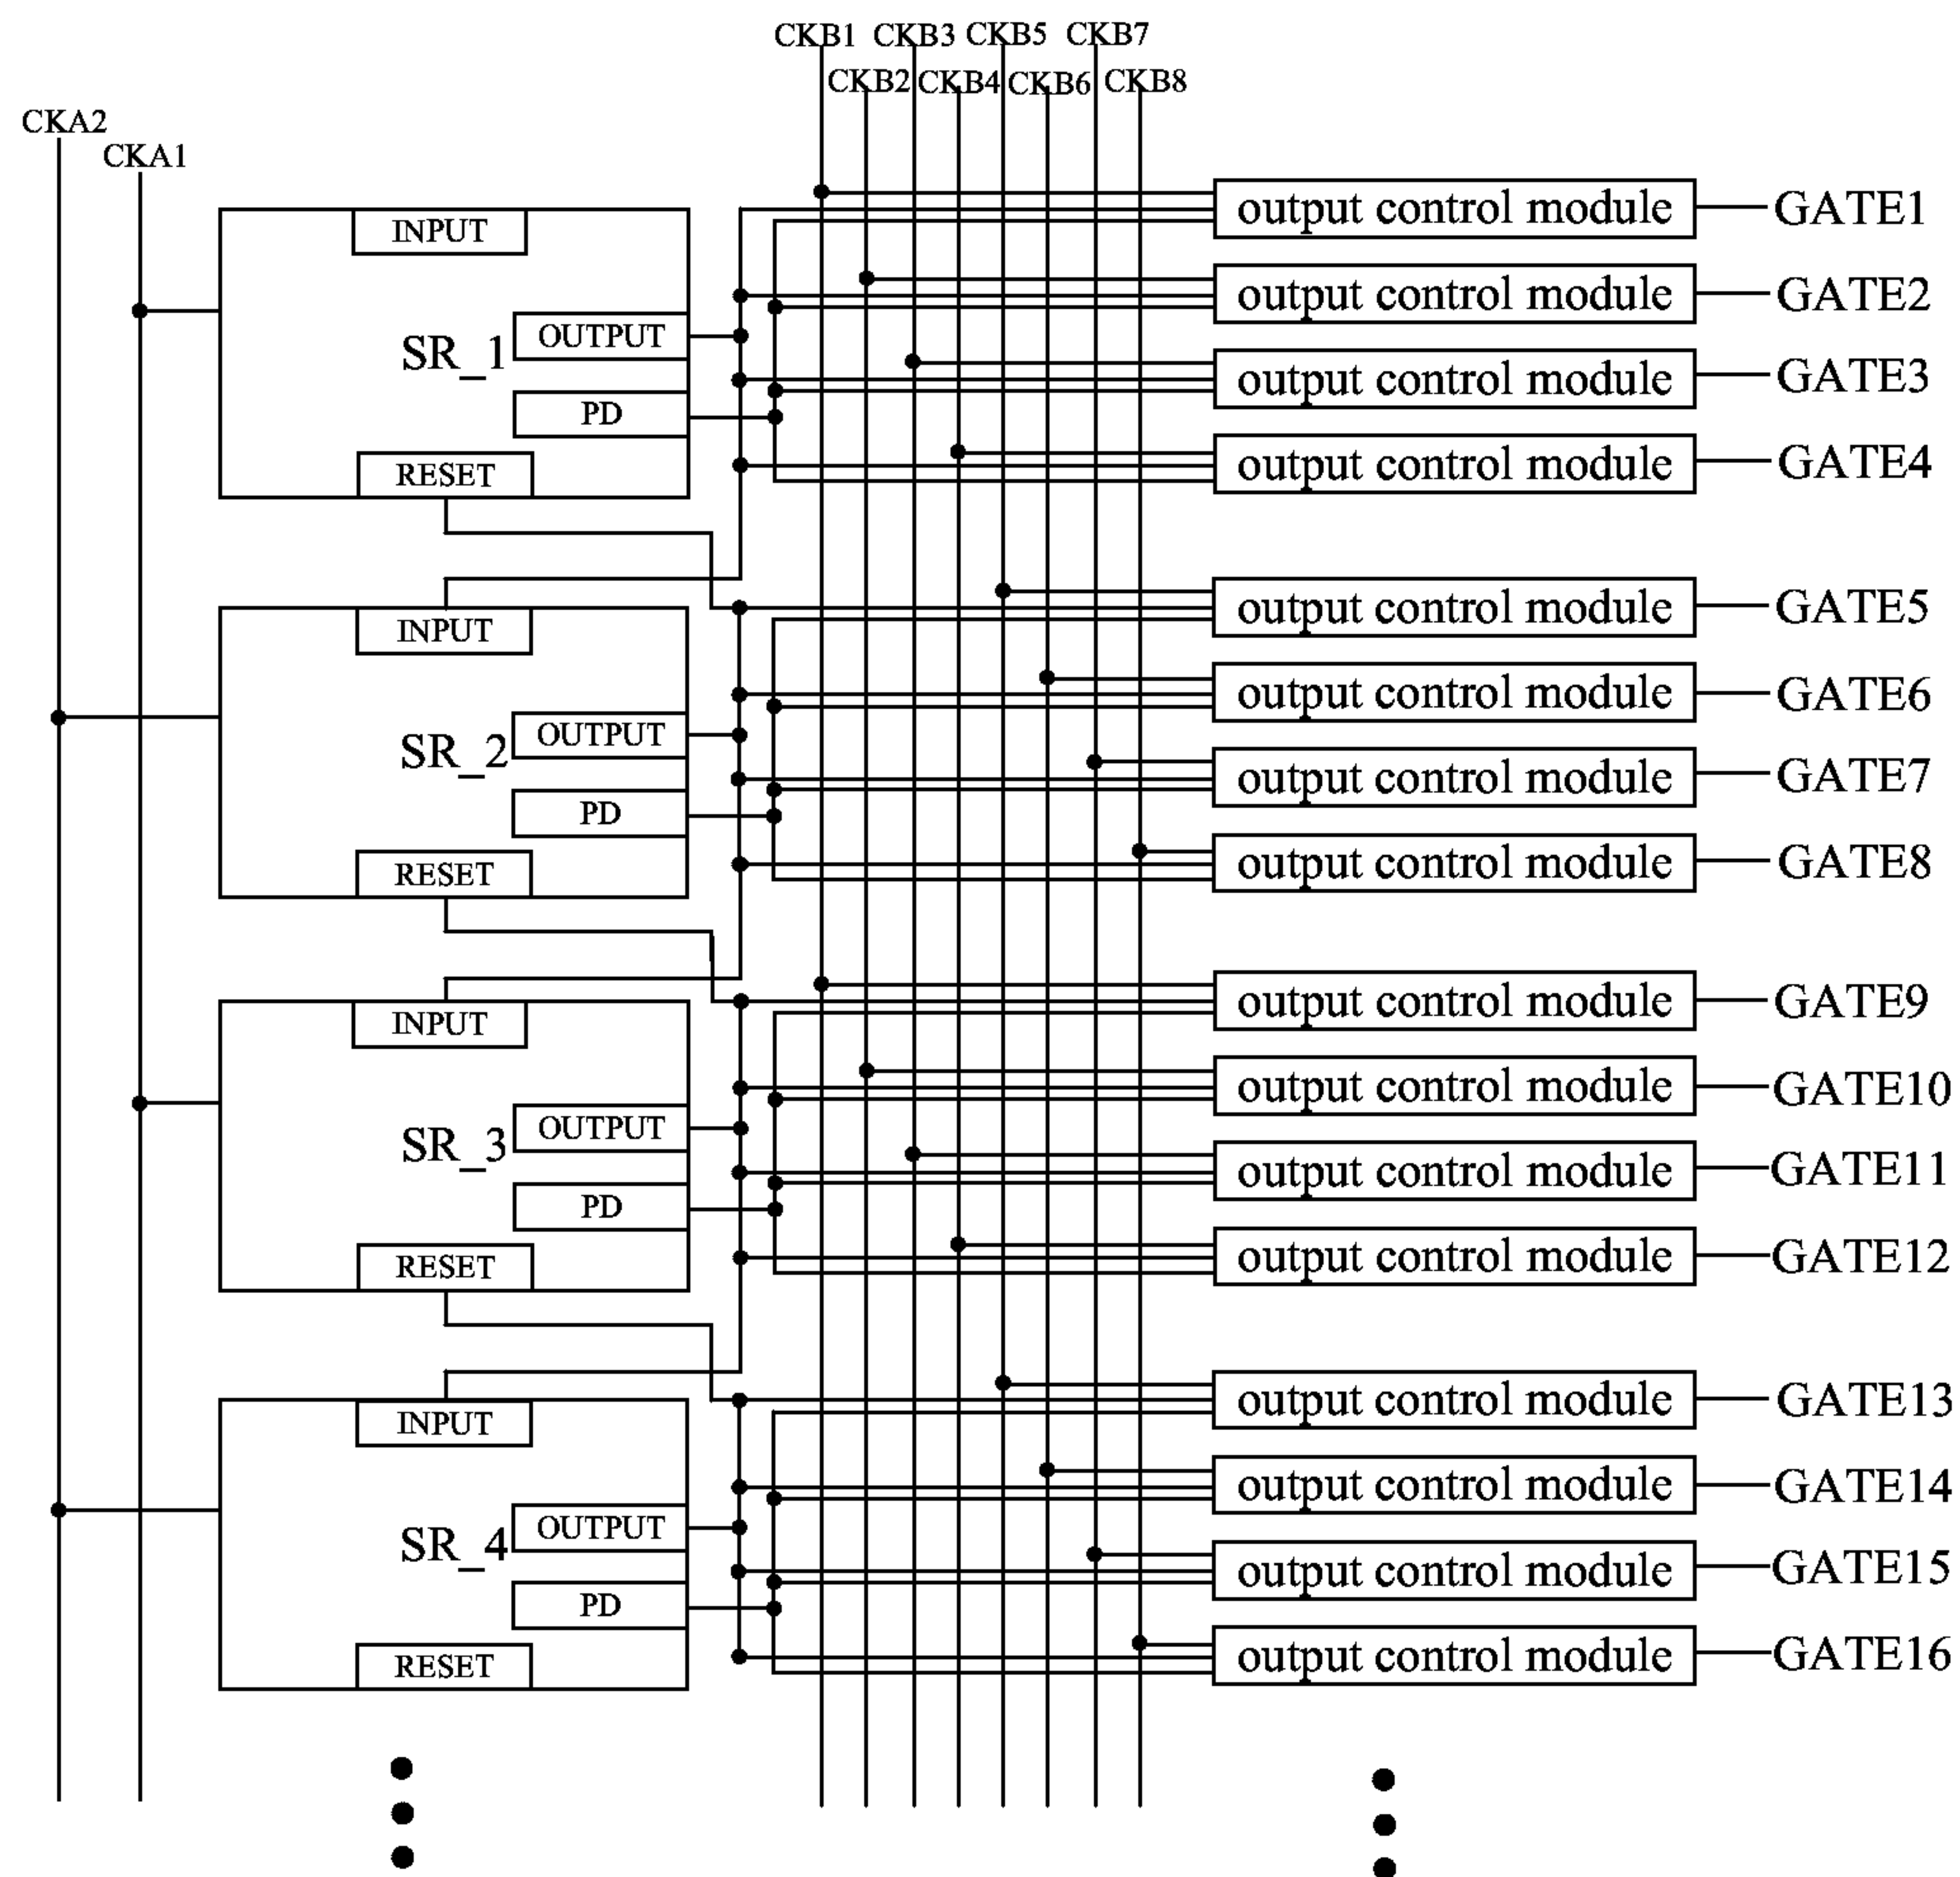 CKB1 CKB3 CKB5 CKB7
CKB2 CKB4 CKB6 CKB8
CKA2
CKA1
INPUT
OUTPUT
SR_1
PD
RESET
output control module GATE1
output control module GATE2
output control module GATE3
output control module GATE4
INPUT
OUTPUT
SR_2
PD
RESET
output control module GATE5
output control module GATE6
output control module GATE7
output control module GATE8
INPUT
OUTPUT
SR_3
PD
RESET
output control module GATE9
output control module GATE10
output control module GATE11
output control module GATE12
INPUT
OUTPUT
SR_4
PD
RESET
output control module GATE13
output control module GATE14
output control module GATE15
output control module GATE16